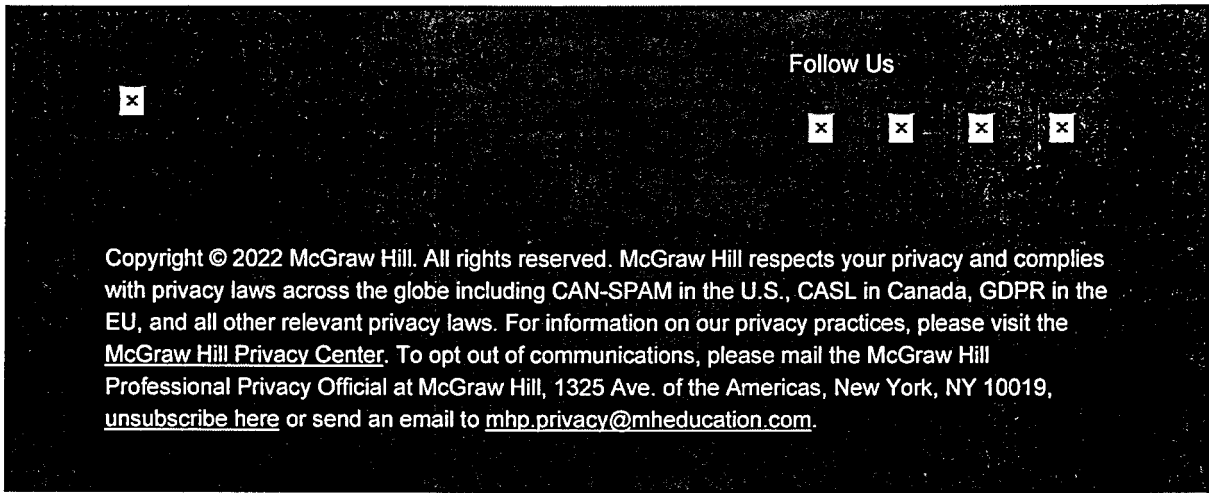 Follow Us
Copyright © 2022 McGraw Hill. All rights reserved. McGraw Hill respects your privacy and complies
with privacy laws across the globe including CAN-SPAM in the U.S., CASL in Canada, GDPR in the
EU, and all other relevant privacy laws. For information on our privacy practices, please visit the
McGraw Hill Privacy Center. To opt out of communications, please mail the McGraw Hill
Professional Privacy Official at McGraw Hill, 1325 Ave. of the Americas, New York, NY 10019,
unsubscribe here or send an email to mhp.privacy@mheducation.com.